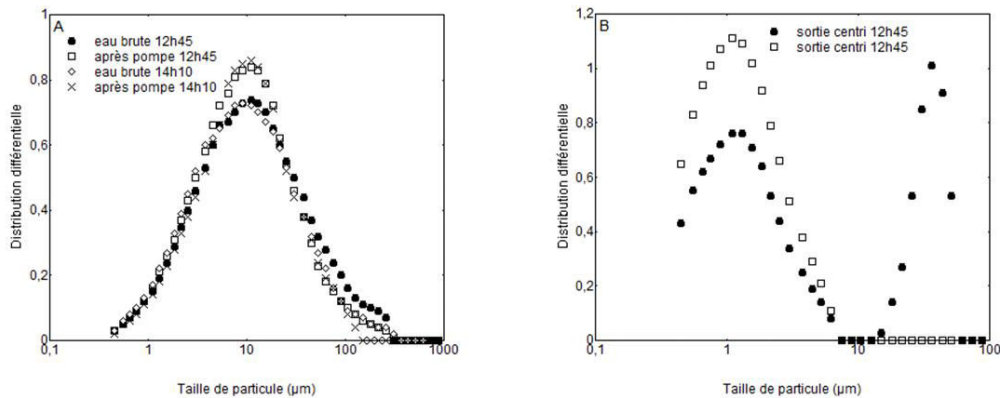 A
eau brute 12h45
après pompe 12h45
eau brute 14h10
après pompe 14h10
Distribution différentielle
1
0,8
0,6
0,4
0,2
0
0,1 1 10 100 1000
Taille de particule (µm)
B
sortie centri 12h45
sortie centri 12h45
Distribution différentielle
1,2
1
0,8
0,6
0,4
0,2
0
0,1 1 10 100
Taille de particule (µm)